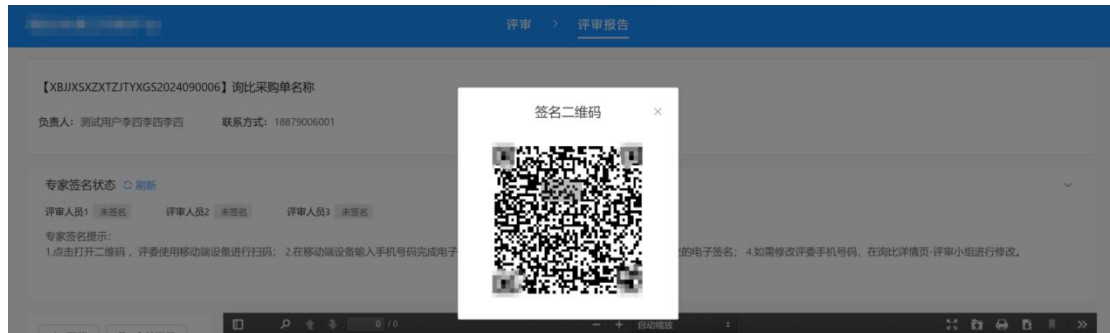 评审 > 评审报告
【XBJJXSXZXTZJTYXGS2024090006】询比采购单名称
签名二维码 ×
负责人：测试用户李四李四李四 联系方式：18879006001
专家签名状态 刷新
评审人员1 未签名 评审人员2 未签名 评审人员3 未签名
专家签名提示：
1.点击打开二维码，评委使用移动端设备进行扫码； 2.在移动端设备输入手机号码完成电子 的电子签名； 4.如需修改评委手机号码，在询比详情页-评审小组进行修改。
0 / 0 − + 自动缩放